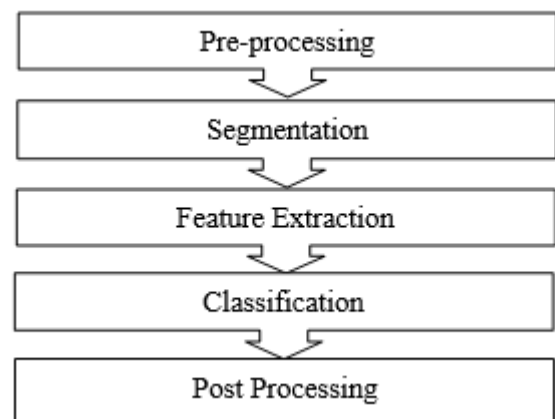 Pre-processing
Segmentation
Feature Extraction
Classification
Post Processing